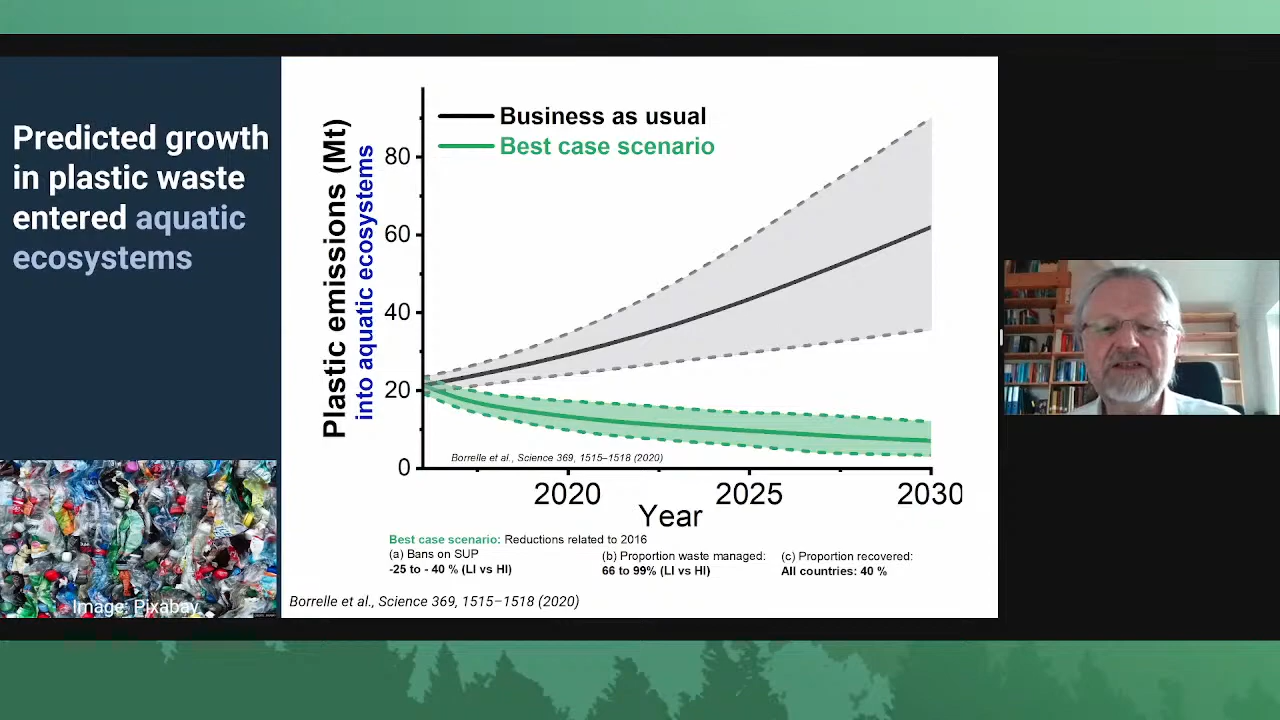 Predicted growth
in plastic waste
entered aquatic
ecosystems
Image: Pixabay
Plastic emissions (Mt)
into aquatic ecosystems
Business as usual
Best case scenario
80
60
40
20
0
Borrelle et al., Science 369, 1515–1518 (2020)
2020 2025 2030
Year
Best case scenario: Reductions related to 2016
(a) Bans on SUP
-25 to - 40 % (LI vs HI)
(b) Proportion waste managed:
66 to 99% (LI vs HI)
(c) Proportion recovered:
All countries: 40 %
Borrelle et al., Science 369, 1515–1518 (2020)